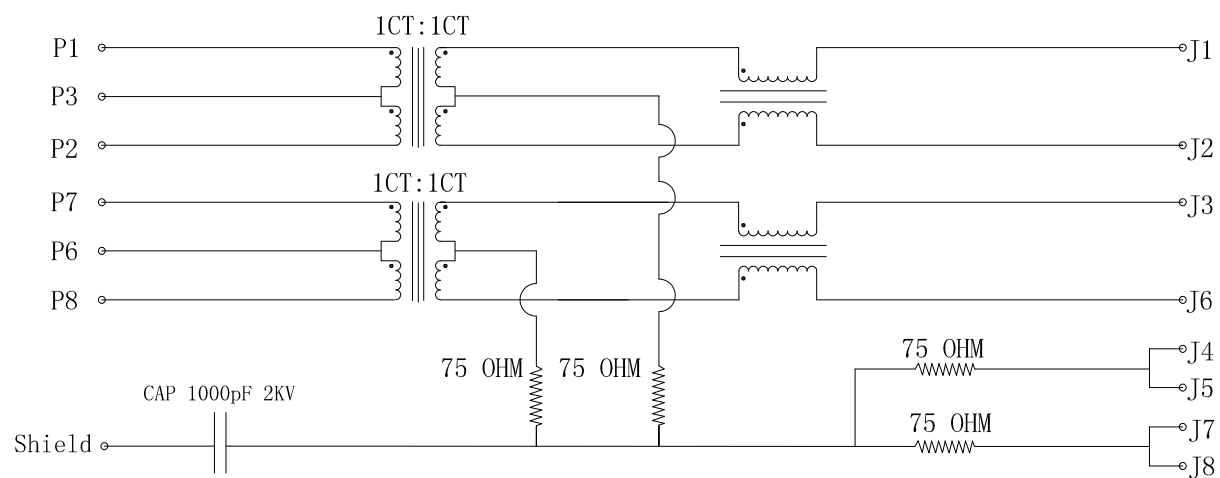 1CT:1CT
P1
J1
P3
P2
J2
1CT:1CT
P7
J3
P6
P8
J6
75 OHM
J4
75 OHM
75 OHM
J5
CAP 1000pF 2KV
75 OHM
J7
Shield
J8